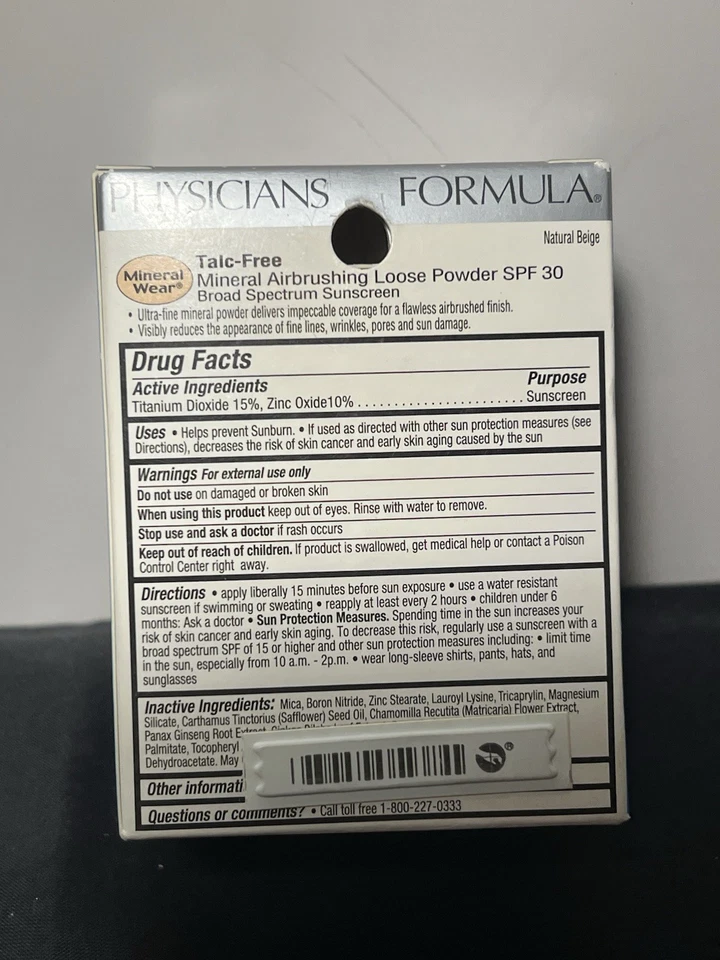 PHYSICIANS FORMULA®
Natural Beige
Mineral Wear®
Talc-Free
Mineral Airbrushing Loose Powder SPF 30
Broad Spectrum Sunscreen
• Ultra-fine mineral powder delivers impeccable coverage for a flawless airbrushed finish.
• Visibly reduces the appearance of fine lines, wrinkles, pores and sun damage.
Drug Facts
Active Ingredients Purpose
Titanium Dioxide 15%, Zinc Oxide10% . . . . . . . . . . . . . . . . . . . . . . . . Sunscreen
Uses • Helps prevent Sunburn. • If used as directed with other sun protection measures (see
Directions), decreases the risk of skin cancer and early skin aging caused by the sun
Warnings For external use only
Do not use on damaged or broken skin
When using this product keep out of eyes. Rinse with water to remove.
Stop use and ask a doctor if rash occurs
Keep out of reach of children. If product is swallowed, get medical help or contact a Poison
Control Center right away.
Directions • apply liberally 15 minutes before sun exposure • use a water resistant
sunscreen if swimming or sweating • reapply at least every 2 hours • children under 6
months: Ask a doctor • Sun Protection Measures. Spending time in the sun increases your
risk of skin cancer and early skin aging. To decrease this risk, regularly use a sunscreen with a
broad spectrum SPF of 15 or higher and other sun protection measures including: • limit time
in the sun, especially from 10 a.m. - 2p.m. • wear long-sleeve shirts, pants, hats, and
sunglasses
Inactive Ingredients: Mica, Boron Nitride, Zinc Stearate, Lauroyl Lysine, Tricaprylin, Magnesium
Silicate, Carthamus Tinctorius (Safflower) Seed Oil, Chamomilla Recutita (Matricaria) Flower Extract,
Panax Ginseng Root
Palmitate, Tocopheryl
Dehydroacetate. May
Other informati
Questions or comments? • Call toll free 1-800-227-0333
®